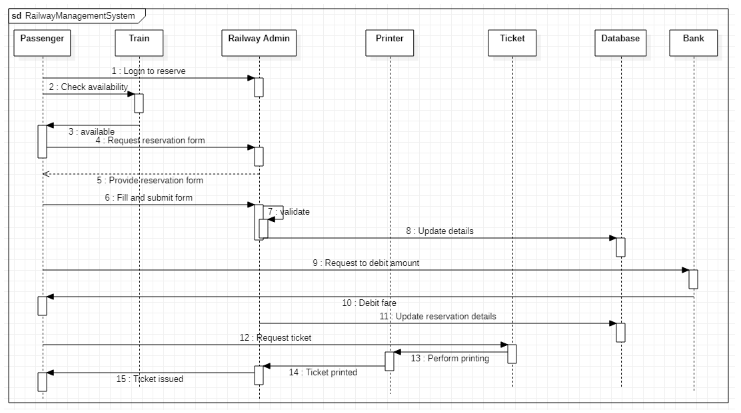 sd RailwayManagementSystem
Passenger
Train
Railway Admin
Printer
Ticket
Database
Bank
1 : Login to reserve
2 : Check availability
3 : available
4 : Request reservation form
5 : Provide reservation form
6 : Fill and submit form
7 : validate
8 : Update details
9 : Request to debit amount
10 : Debit fare
11 : Update reservation details
12 : Request ticket
13 : Perform printing
14 : Ticket printed
15 : Ticket issued